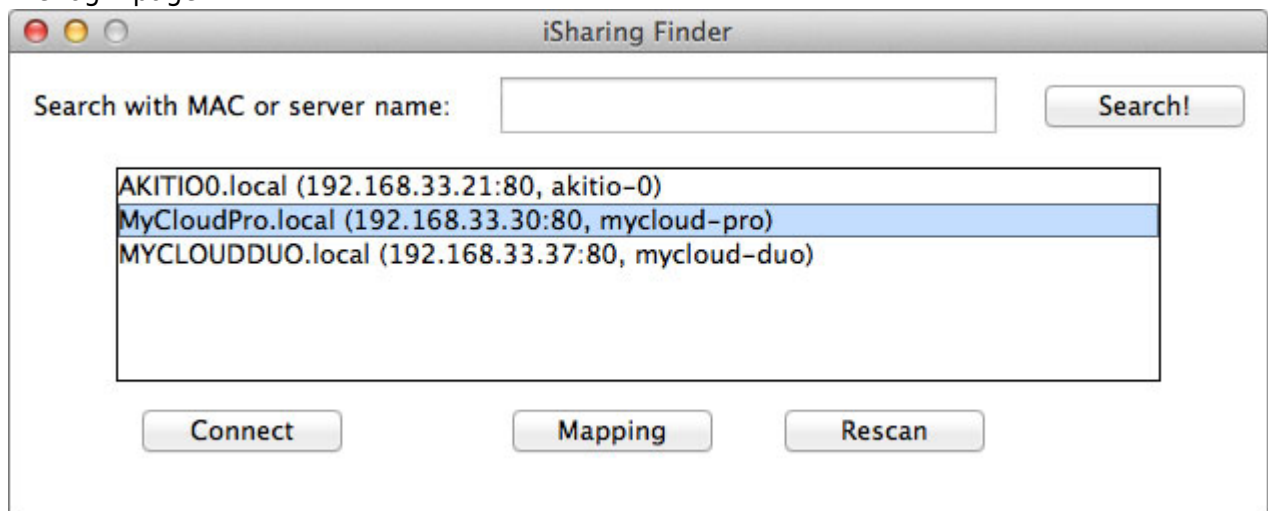 iSharing Finder
Search with MAC or server name:
Search!
AKITIO0.local (192.168.33.21:80, akitio-0)
MyCloudPro.local (192.168.33.30:80, mycloud-pro)
MYCLOUDDUO.local (192.168.33.37:80, mycloud-duo)
Connect
Mapping
Rescan